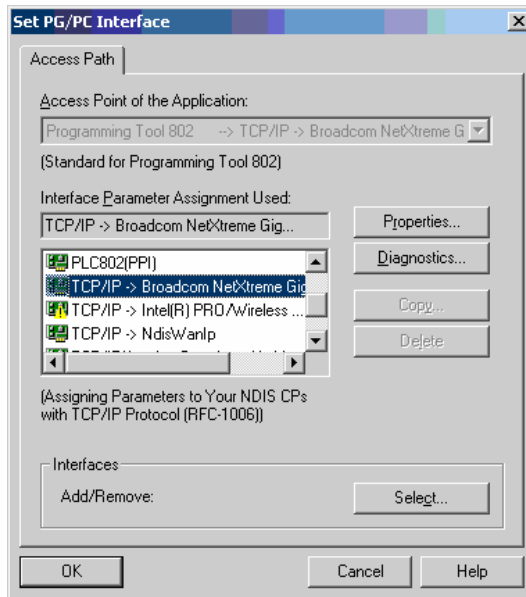 Set PG/PC Interface
Access Path
Access Point of the Application:
Programming Tool 802 --> TCP/IP -> Broadcom NetXtreme G
(Standard for Programming Tool 802)
Interface Parameter Assignment Used:
TCP/IP -> Broadcom NetXtreme Gig...
Properties...
PLC802(PPI)
Diagnostics...
TCP/IP -> Broadcom NetXtreme Gig
TCP/IP -> Intel(R) PRO/Wireless ...
Copy...
TCP/IP -> NdisWanIp
Delete
(Assigning Parameters to Your NDIS CPs
with TCP/IP Protocol (RFC-1006))
Interfaces
Add/Remove:
Select...
OK
Cancel
Help